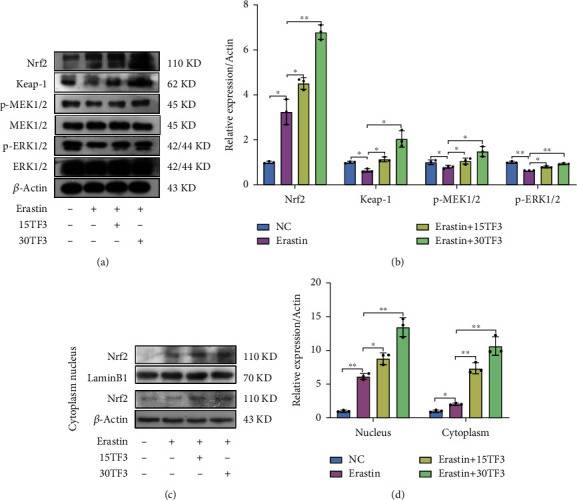 Nrf2 110 KD
Keap-1 62 KD
p-MEK1/2 45 KD
MEK1/2 45 KD
p-ERK1/2 42/44 KD
ERK1/2 42/44 KD
β-Actin 43 KD
Erastin – + + +
15TF3 – – + –
30TF3 – – – +
(a)
Relative expression/Actin
8
6
4
2
0
* * ** * * * * * * ** * **
Nrf2 Keap-1 p-MEK1/2 p-ERK1/2
NC Erastin+15TF3
Erastin Erastin+30TF3
(b)
Cytoplasm nucleus
Nrf2 110 KD
LaminB1 70 KD
Nrf2 110 KD
β-Actin 43 KD
Erastin – + + +
15TF3 – – + –
30TF3 – – – +
(c)
Relative expression/Actin
20
15
10
5
0
** * ** * ** **
Nucleus Cytoplasm
NC Erastin+15TF3
Erastin Erastin+30TF3
(d)